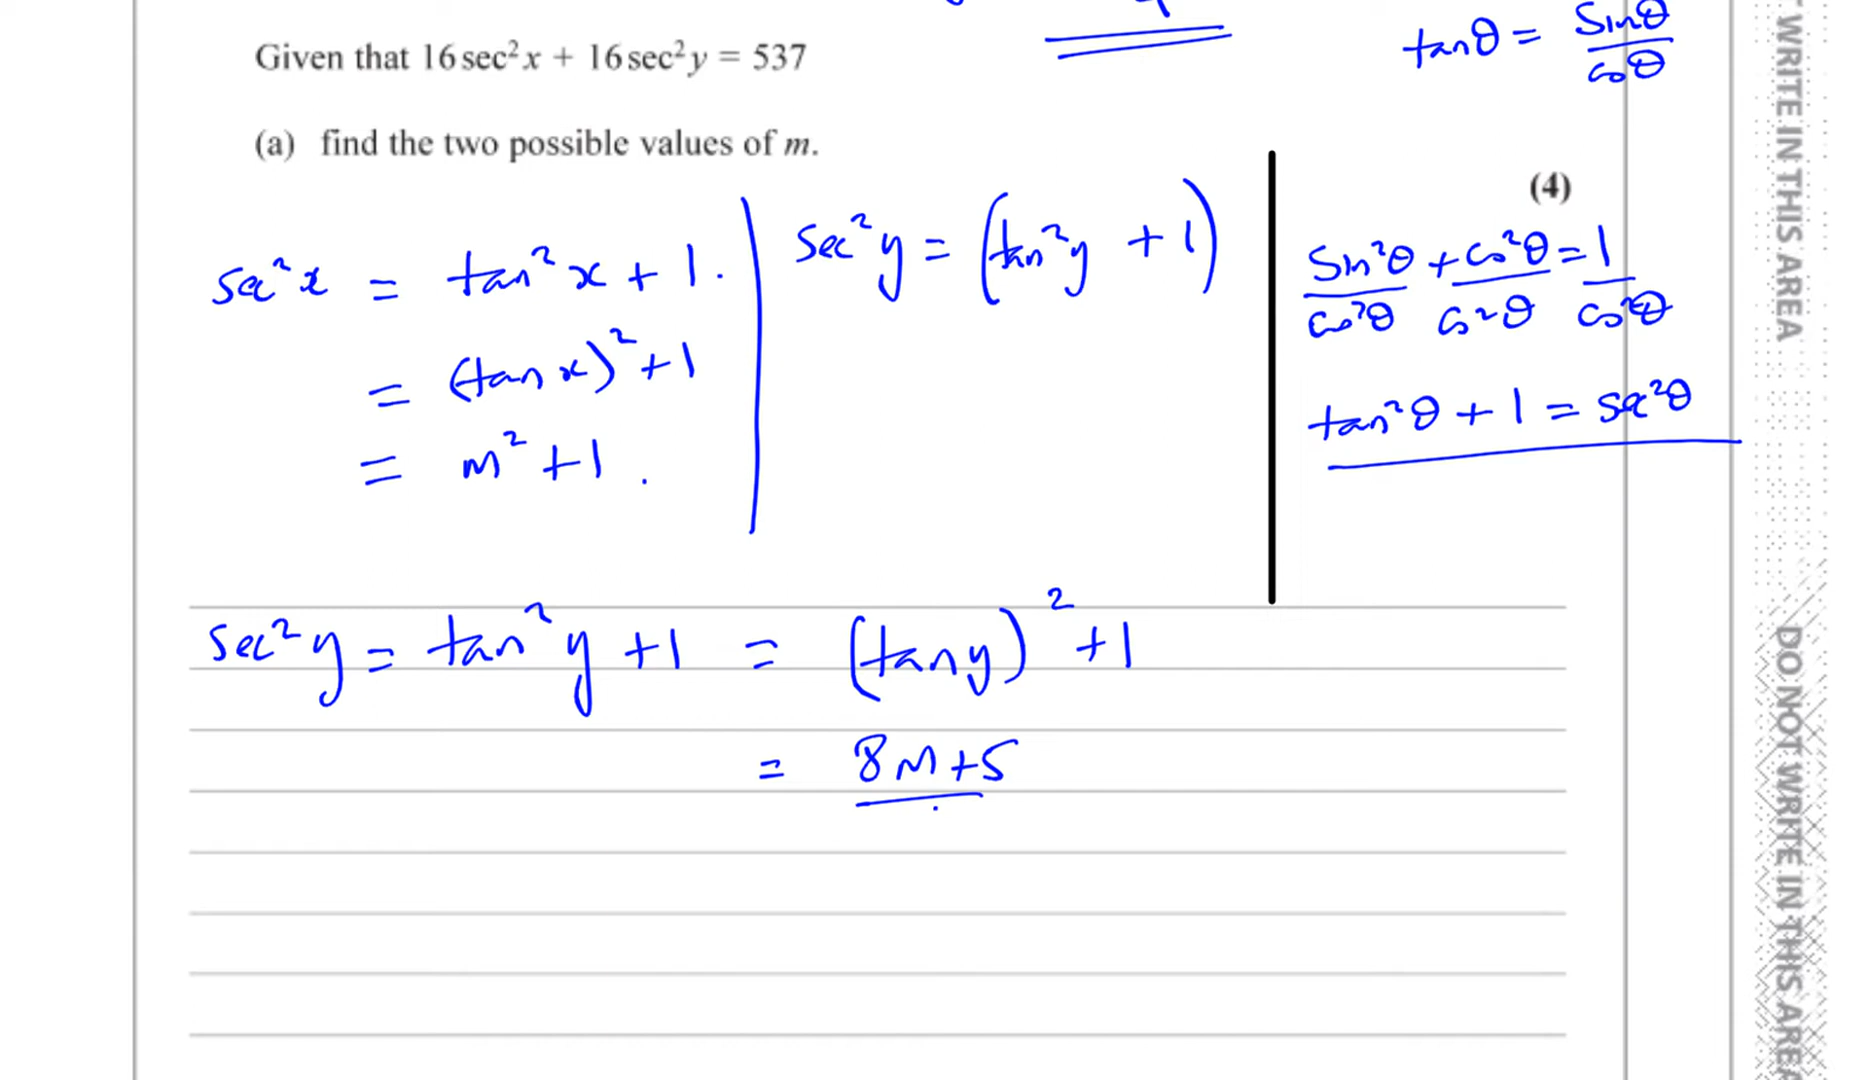 tanθ = sinθ / cosθ
Given that 16 sec²x + 16 sec²y = 537
(a) find the two possible values of m.
(4)
sec²x = tan²x + 1.
= (tan x)² + 1
= m² + 1.
sec²y = (tan²y + 1)
sin²θ/cos²θ + cos²θ/cos²θ = 1/cos²θ
tan²θ + 1 = sec²θ
sec²y = tan²y + 1 = (tan y)² + 1
= 8m + 5
WRITE IN THIS AREA
DO NOT WRITE IN THIS AREA